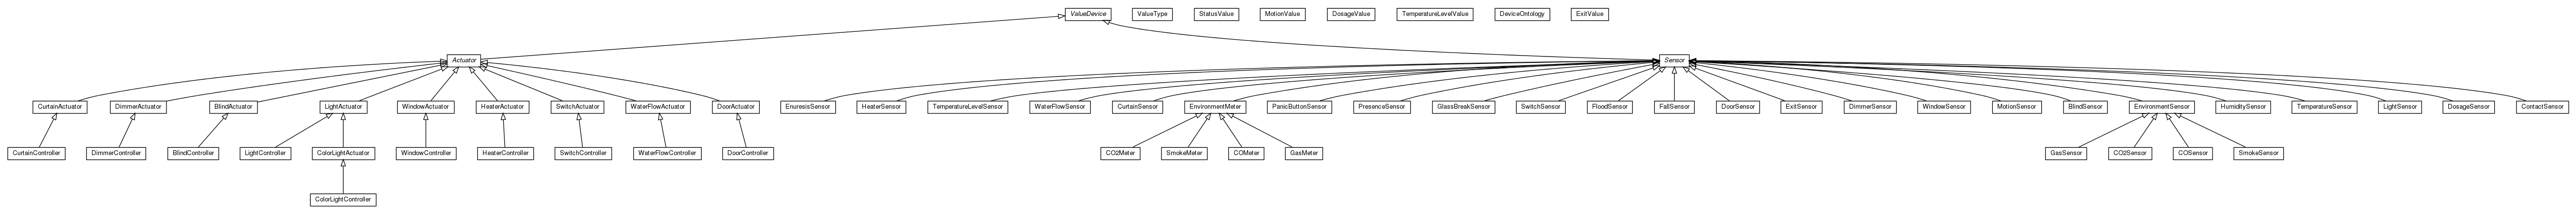 ValueDevice
ValueType
StatusValue
MotionValue
DosageValue
TemperatureLevelValue
DeviceOntology
ExitValue
Actuator
Sensor
CurtainActuator
DimmerActuator
BlindActuator
LightActuator
WindowActuator
HeaterActuator
SwitchActuator
WaterFlowActuator
DoorActuator
EnuresisSensor
HeaterSensor
TemperatureLevelSensor
WaterFlowSensor
CurtainSensor
EnvironmentMeter
PanicButtonSensor
PresenceSensor
GlassBreakSensor
SwitchSensor
FloodSensor
FallSensor
DoorSensor
ExitSensor
DimmerSensor
WindowSensor
MotionSensor
BlindSensor
EnvironmentSensor
HumiditySensor
TemperatureSensor
LightSensor
DosageSensor
ContactSensor
CurtainController
DimmerController
BlindController
LightController
ColorLightActuator
WindowController
HeaterController
SwitchController
WaterFlowController
DoorController
CO2Meter
SmokeMeter
COMeter
GasMeter
GasSensor
CO2Sensor
COSensor
SmokeSensor
ColorLightController